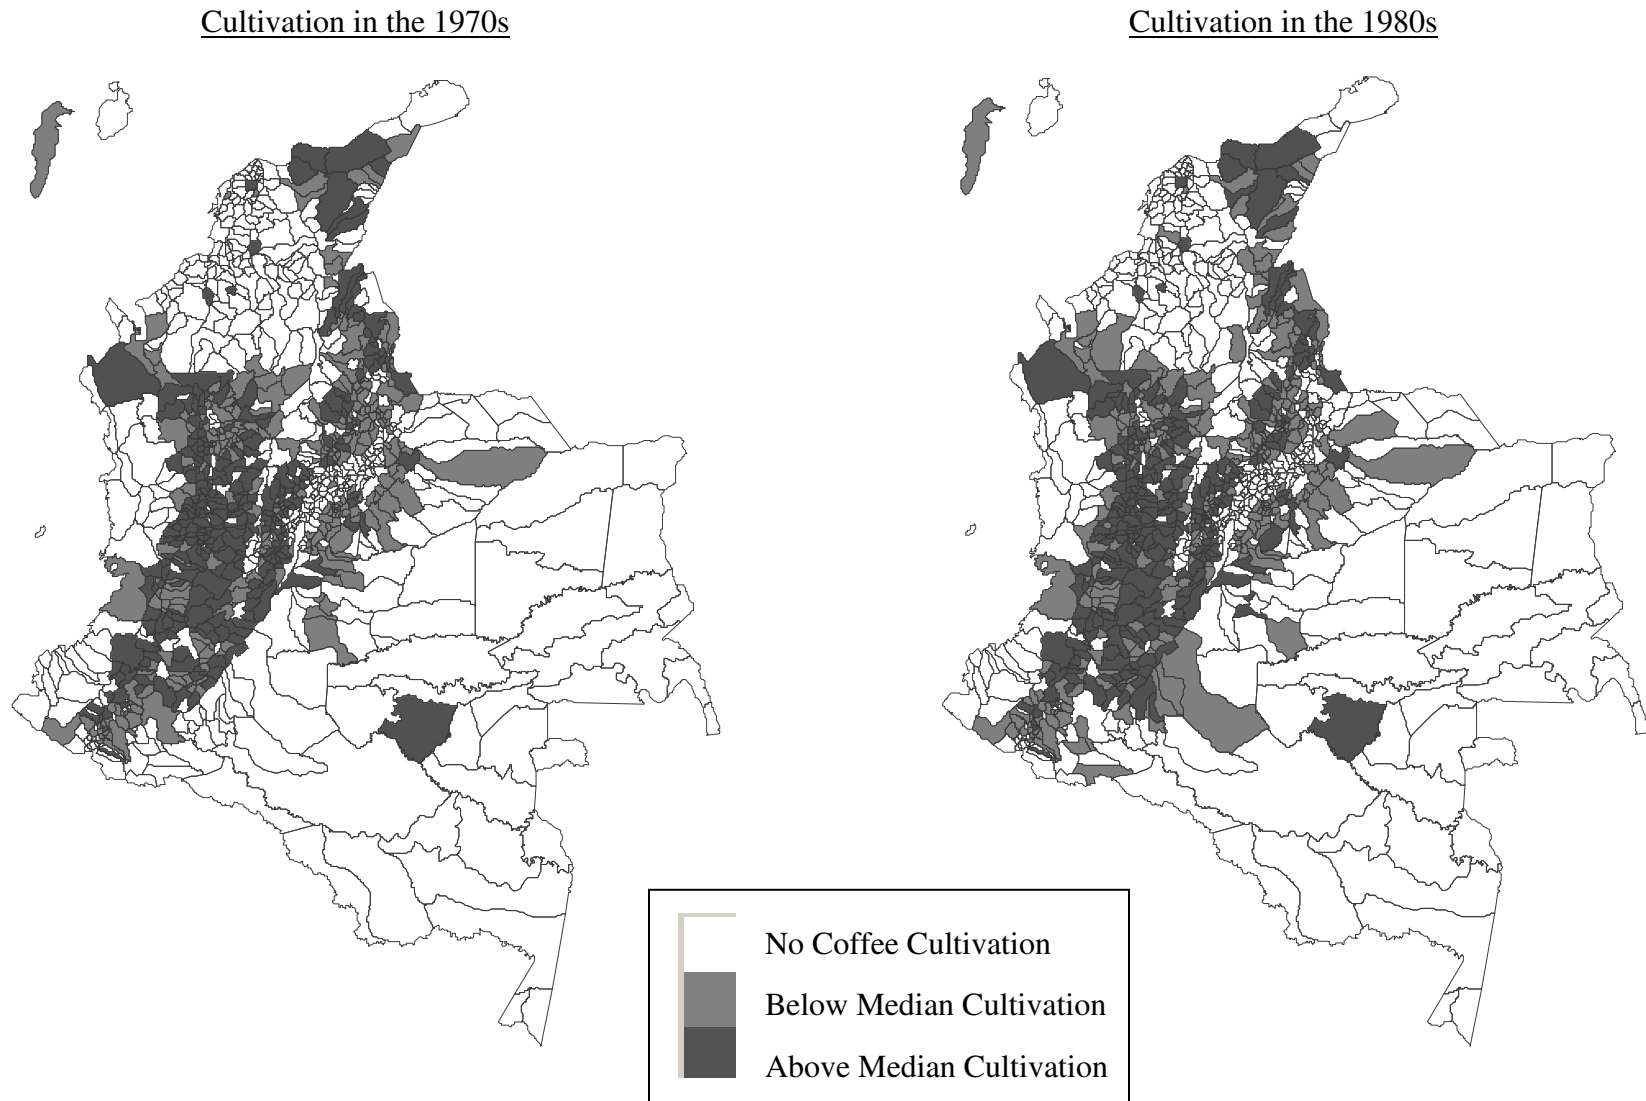 Cultivation in the 1970s
Cultivation in the 1980s
No Coffee Cultivation
Below Median Cultivation
Above Median Cultivation